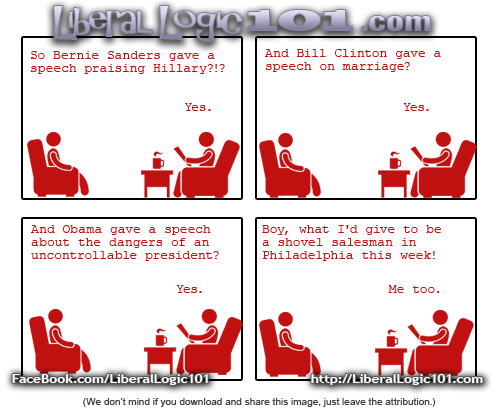 LiberalLogic101.com
So Bernie Sanders gave a
speech praising Hillary?!?
Yes.
And Bill Clinton gave a
speech on marriage?
Yes.
And Obama gave a speech
about the dangers of an
uncontrollable president?
Yes.
Boy, what I'd give to be
a shovel salesman in
Philadelphia this week!
Me too.
FaceBook.com/LiberalLogic101
http://LiberalLogic101.com
(We don't mind if you download and share this image, just leave the attribution.)